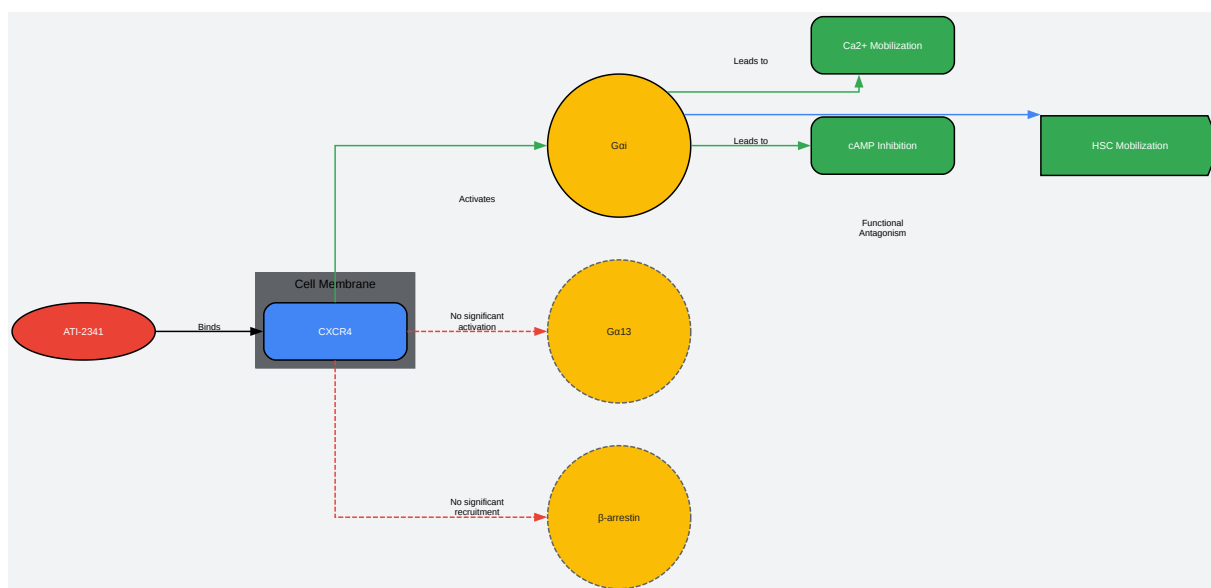 Ca2+ Mobilization
Leads to
Gαi
Leads to
cAMP Inhibition
HSC Mobilization
Activates
Functional
Antagonism
Cell Membrane
ATI-2341
Binds
CXCR4
No significant
activation
Gα13
No significant
recruitment
β-arrestin